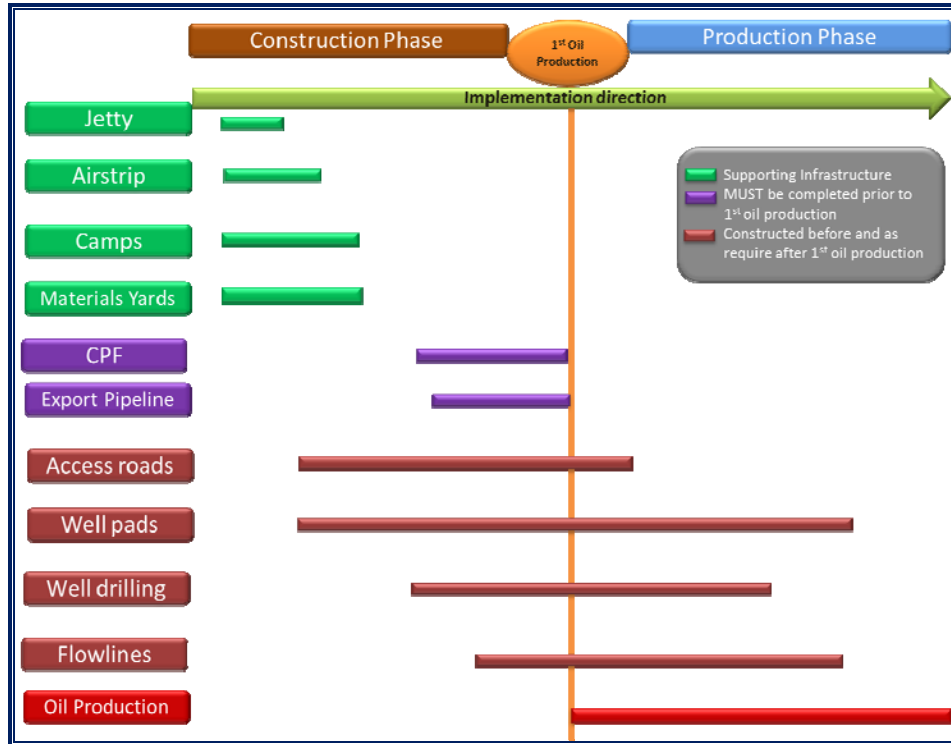 Construction Phase
1st Oil
Production
Production Phase
Implementation direction
Jetty
Airstrip
Camps
Materials Yards
CPF
Export Pipeline
Access roads
Well pads
Well drilling
Flowlines
Oil Production
Supporting Infrastructure
MUST be completed prior to
1st oil production
Constructed before and as
require after 1st oil production